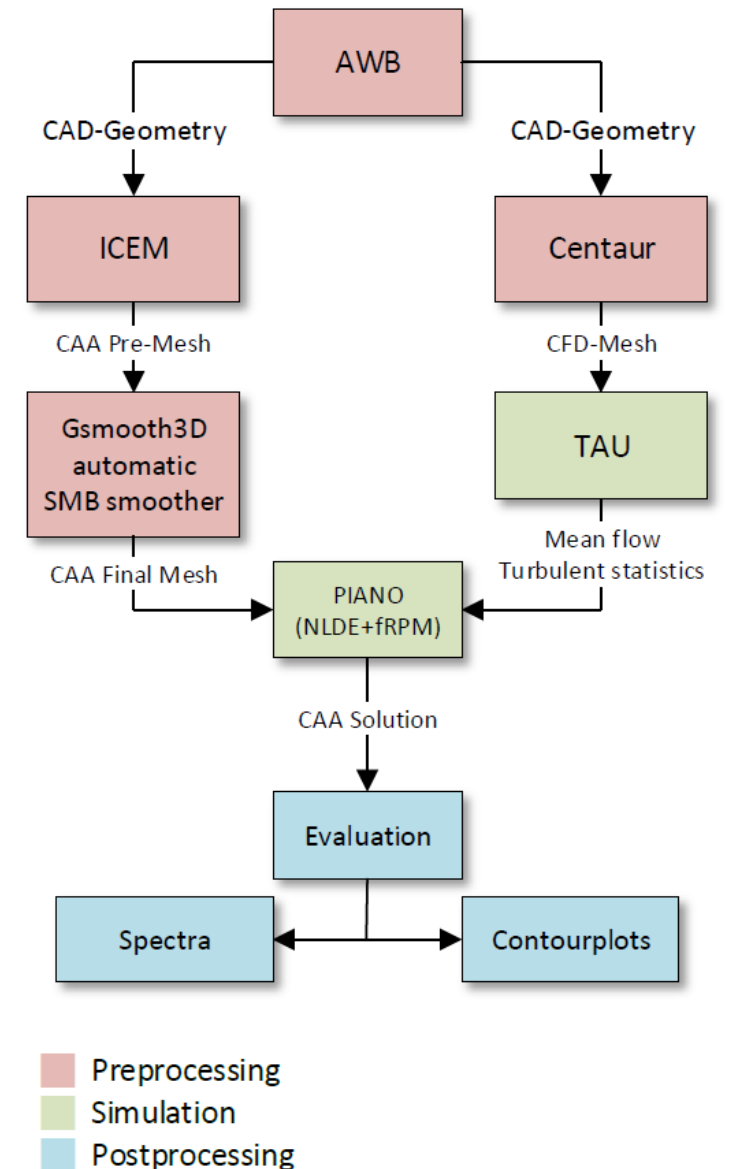 AWB
CAD-Geometry
CAD-Geometry
ICEM
Centaur
CAA Pre-Mesh
CFD-Mesh
Gsmooth3D
automatic
SMB smoother
TAU
Mean flow
Turbulent statistics
CAA Final Mesh
PIANO
(NLDE+fRPM)
CAA Solution
Evaluation
Spectra
Contourplots
Preprocessing
Simulation
Postprocessing